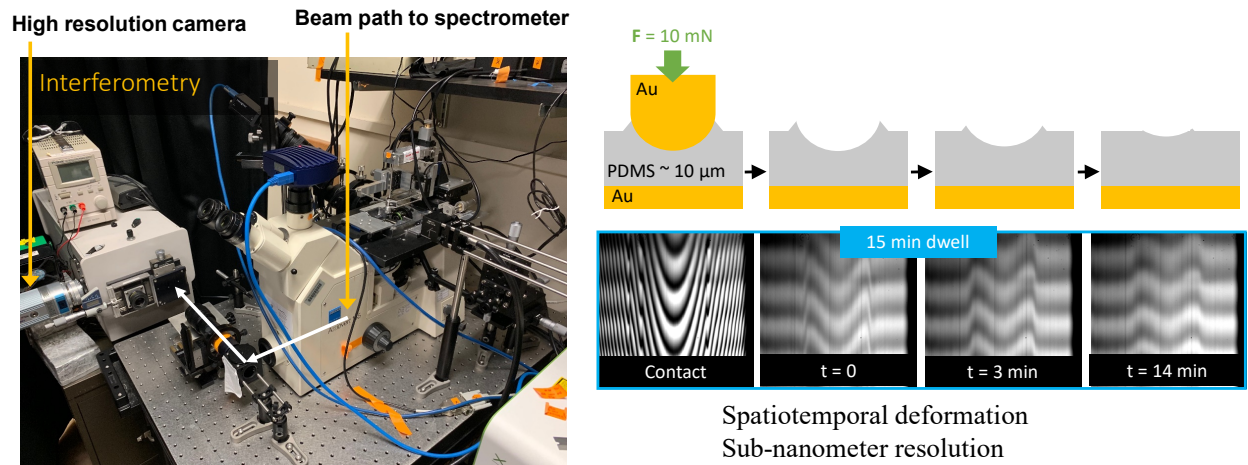 High resolution camera
Beam path to spectrometer
Interferometry
F = 10 mN
Au
PDMS ~ 10 µm
Au
15 min dwell
Contact
t = 0
t = 3 min
t = 14 min
Spatiotemporal deformation
Sub-nanometer resolution